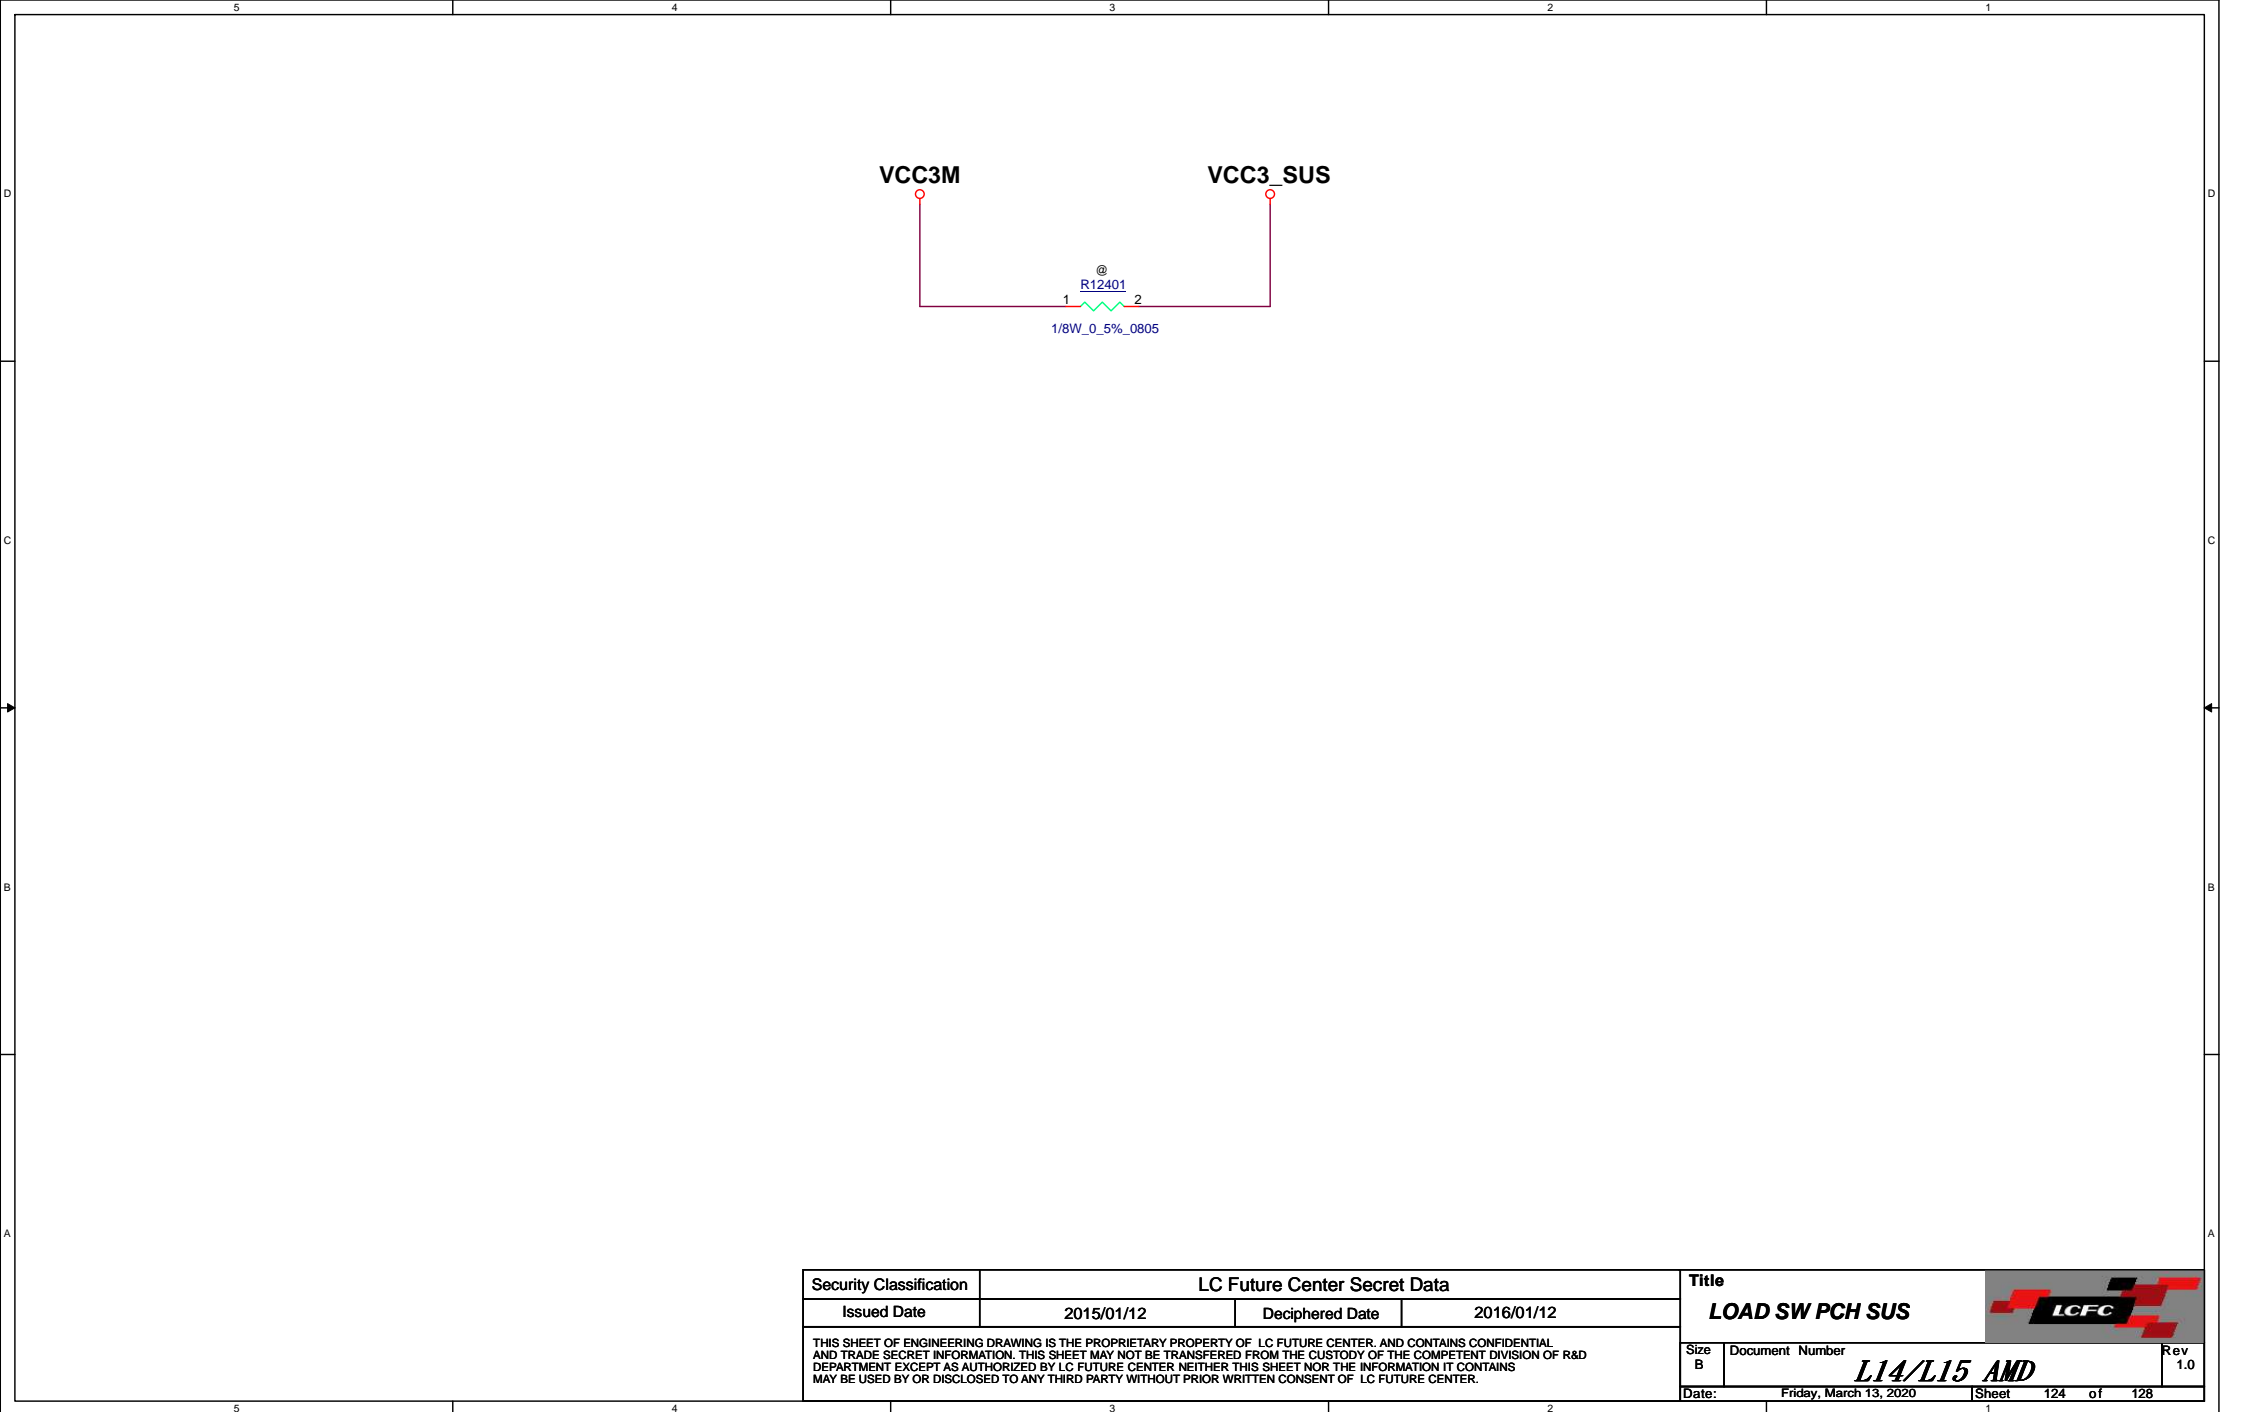 5 4 3 2 1
VCC3M VCC3_SUS
D D
@
R12401
1 2
1/8W_0_5%_0805
C C
B B
A A
Security Classification LC Future Center Secret Data
Issued Date 2015/01/12 Deciphered Date 2016/01/12
THIS SHEET OF ENGINEERING DRAWING IS THE PROPRIETARY PROPERTY OF LC FUTURE CENTER. AND CONTAINS CONFIDENTIAL
AND TRADE SECRET INFORMATION. THIS SHEET MAY NOT BE TRANSFERED FROM THE CUSTODY OF THE COMPETENT DIVISION OF R&D
DEPARTMENT EXCEPT AS AUTHORIZED BY LC FUTURE CENTER NEITHER THIS SHEET NOR THE INFORMATION IT CONTAINS
MAY BE USED BY OR DISCLOSED TO ANY THIRD PARTY WITHOUT PRIOR WRITTEN CONSENT OF LC FUTURE CENTER.
Title
LOAD SW PCH SUS
LCFC
Size Document Number Rev
B L14/L15 AMD 1.0
Date: Friday, March 13, 2020 Sheet 124 of 128
5 4 3 2 1